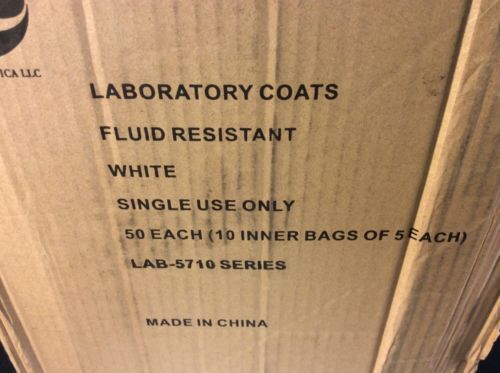 ICA LLC
LABORATORY COATS
FLUID RESISTANT
WHITE
SINGLE USE ONLY
50 EACH (10 INNER BAGS OF 5 EACH)
LAB-5710 SERIES
MADE IN CHINA